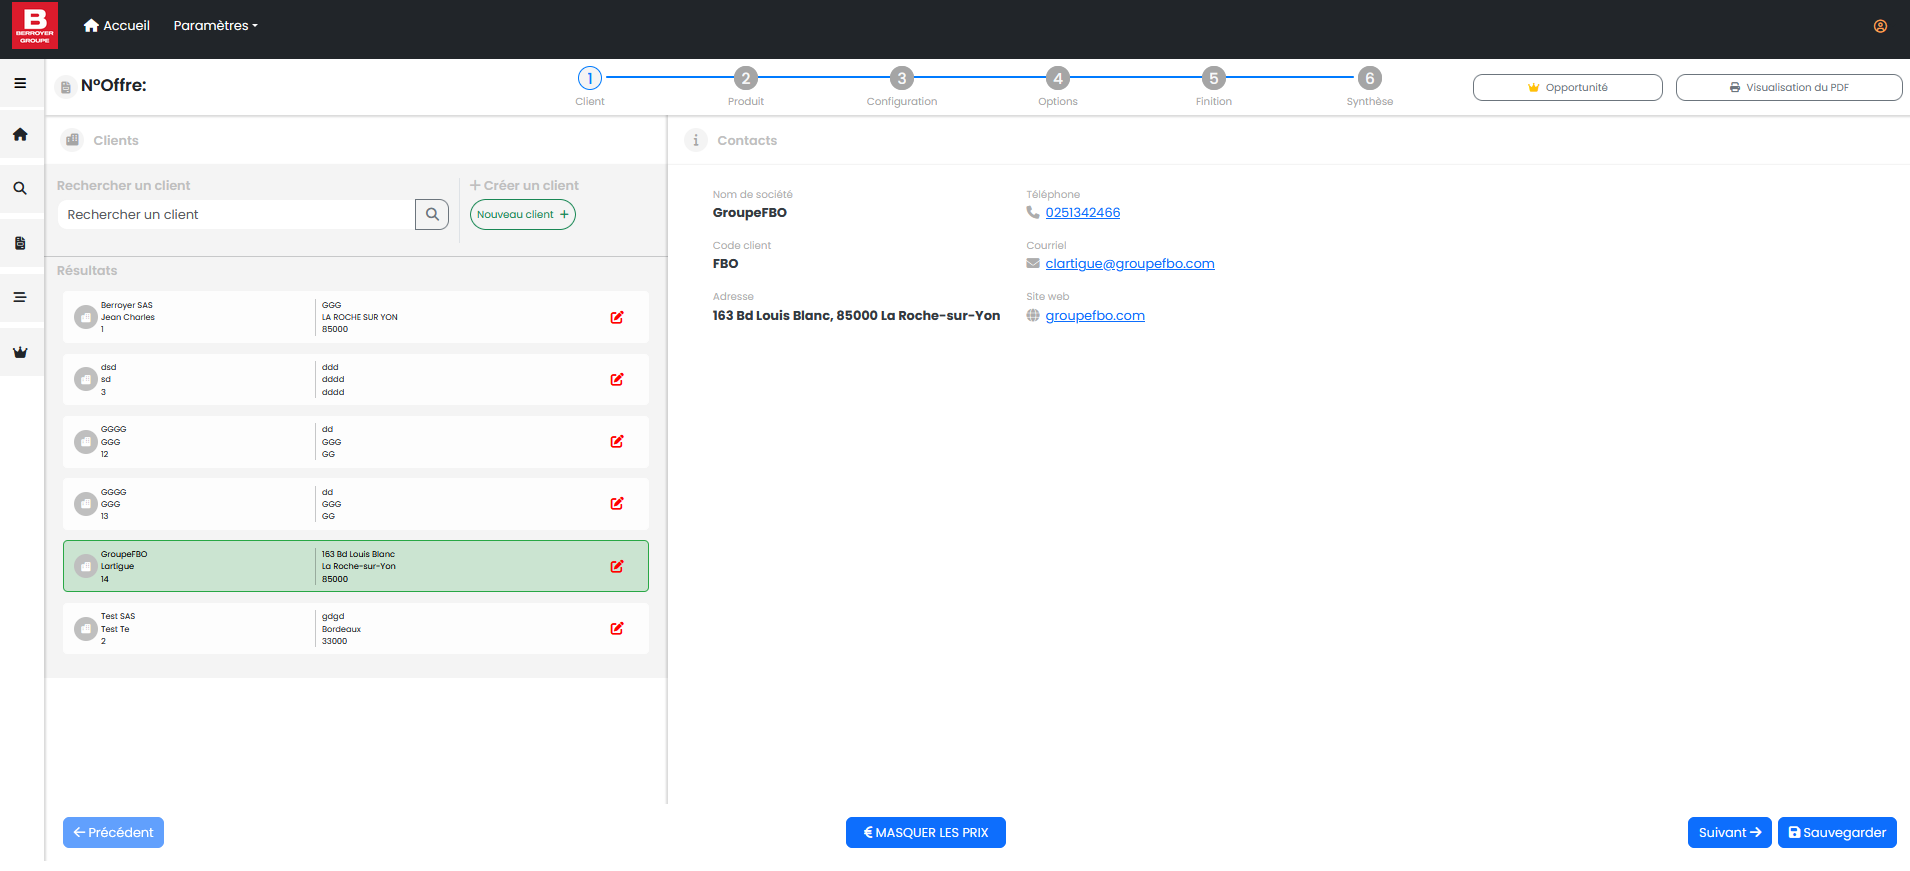 B
BERROYER
GROUPE
Accueil
Paramètres
N°Offre:
1
2
3
4
5
6
Client
Produit
Configuration
Options
Finition
Synthèse
Opportunité
Visualisation du PDF
Clients
Rechercher un client
Créer un client
Rechercher un client
Nouveau client +
Résultats
Berroyer SAS
Jean Charles
1
GGG
LA ROCHE SUR YON
85000
dsd
sd
3
ddd
dddd
dddd
GGGG
GGG
12
dd
GGG
GG
GGGG
GGG
13
dd
GGG
GG
GroupeFBO
Lartigue
14
163 Bd Louis Blanc
La Roche-sur-Yon
85000
Test SAS
Test Te
2
gdgd
Bordeaux
33000
Contacts
Nom de société
GroupeFBO
Code client
FBO
Adresse
163 Bd Louis Blanc, 85000 La Roche-sur-Yon
Téléphone
0251342466
Courriel
clartigue@groupefbo.com
Site web
groupefbo.com
← Précédent
€ MASQUER LES PRIX
Suivant →
Sauvegarder